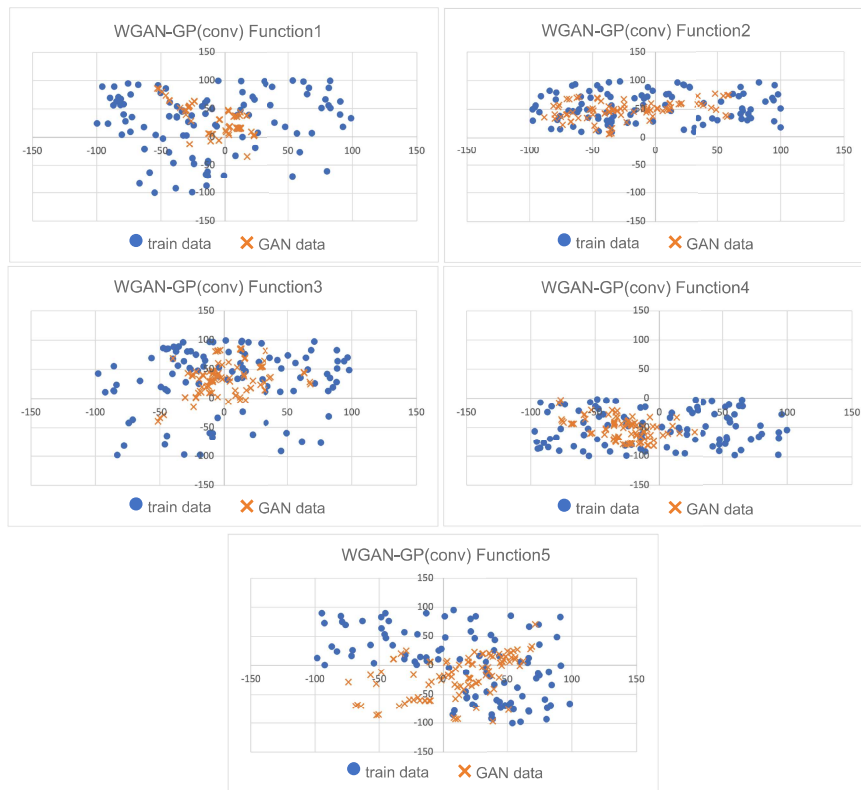 WGAN-GP(conv) Function1
150
100
50
0
-150 -100 -50 0 50 100 150
-50
-100
-150
train data GAN data
WGAN-GP(conv) Function2
150
100
50
0
-150 -100 -50 0 50 100 150
-50
-100
-150
train data GAN data
WGAN-GP(conv) Function3
150
100
50
0
-150 -100 -50 0 50 100 150
-50
-100
-150
train data GAN data
WGAN-GP(conv) Function4
150
100
50
0
-150 -100 -50 0 50 100 150
-50
-100
-150
train data GAN data
WGAN-GP(conv) Function5
150
100
50
0
-150 -100 -50 0 50 100 150
-50
-100
-150
train data GAN data